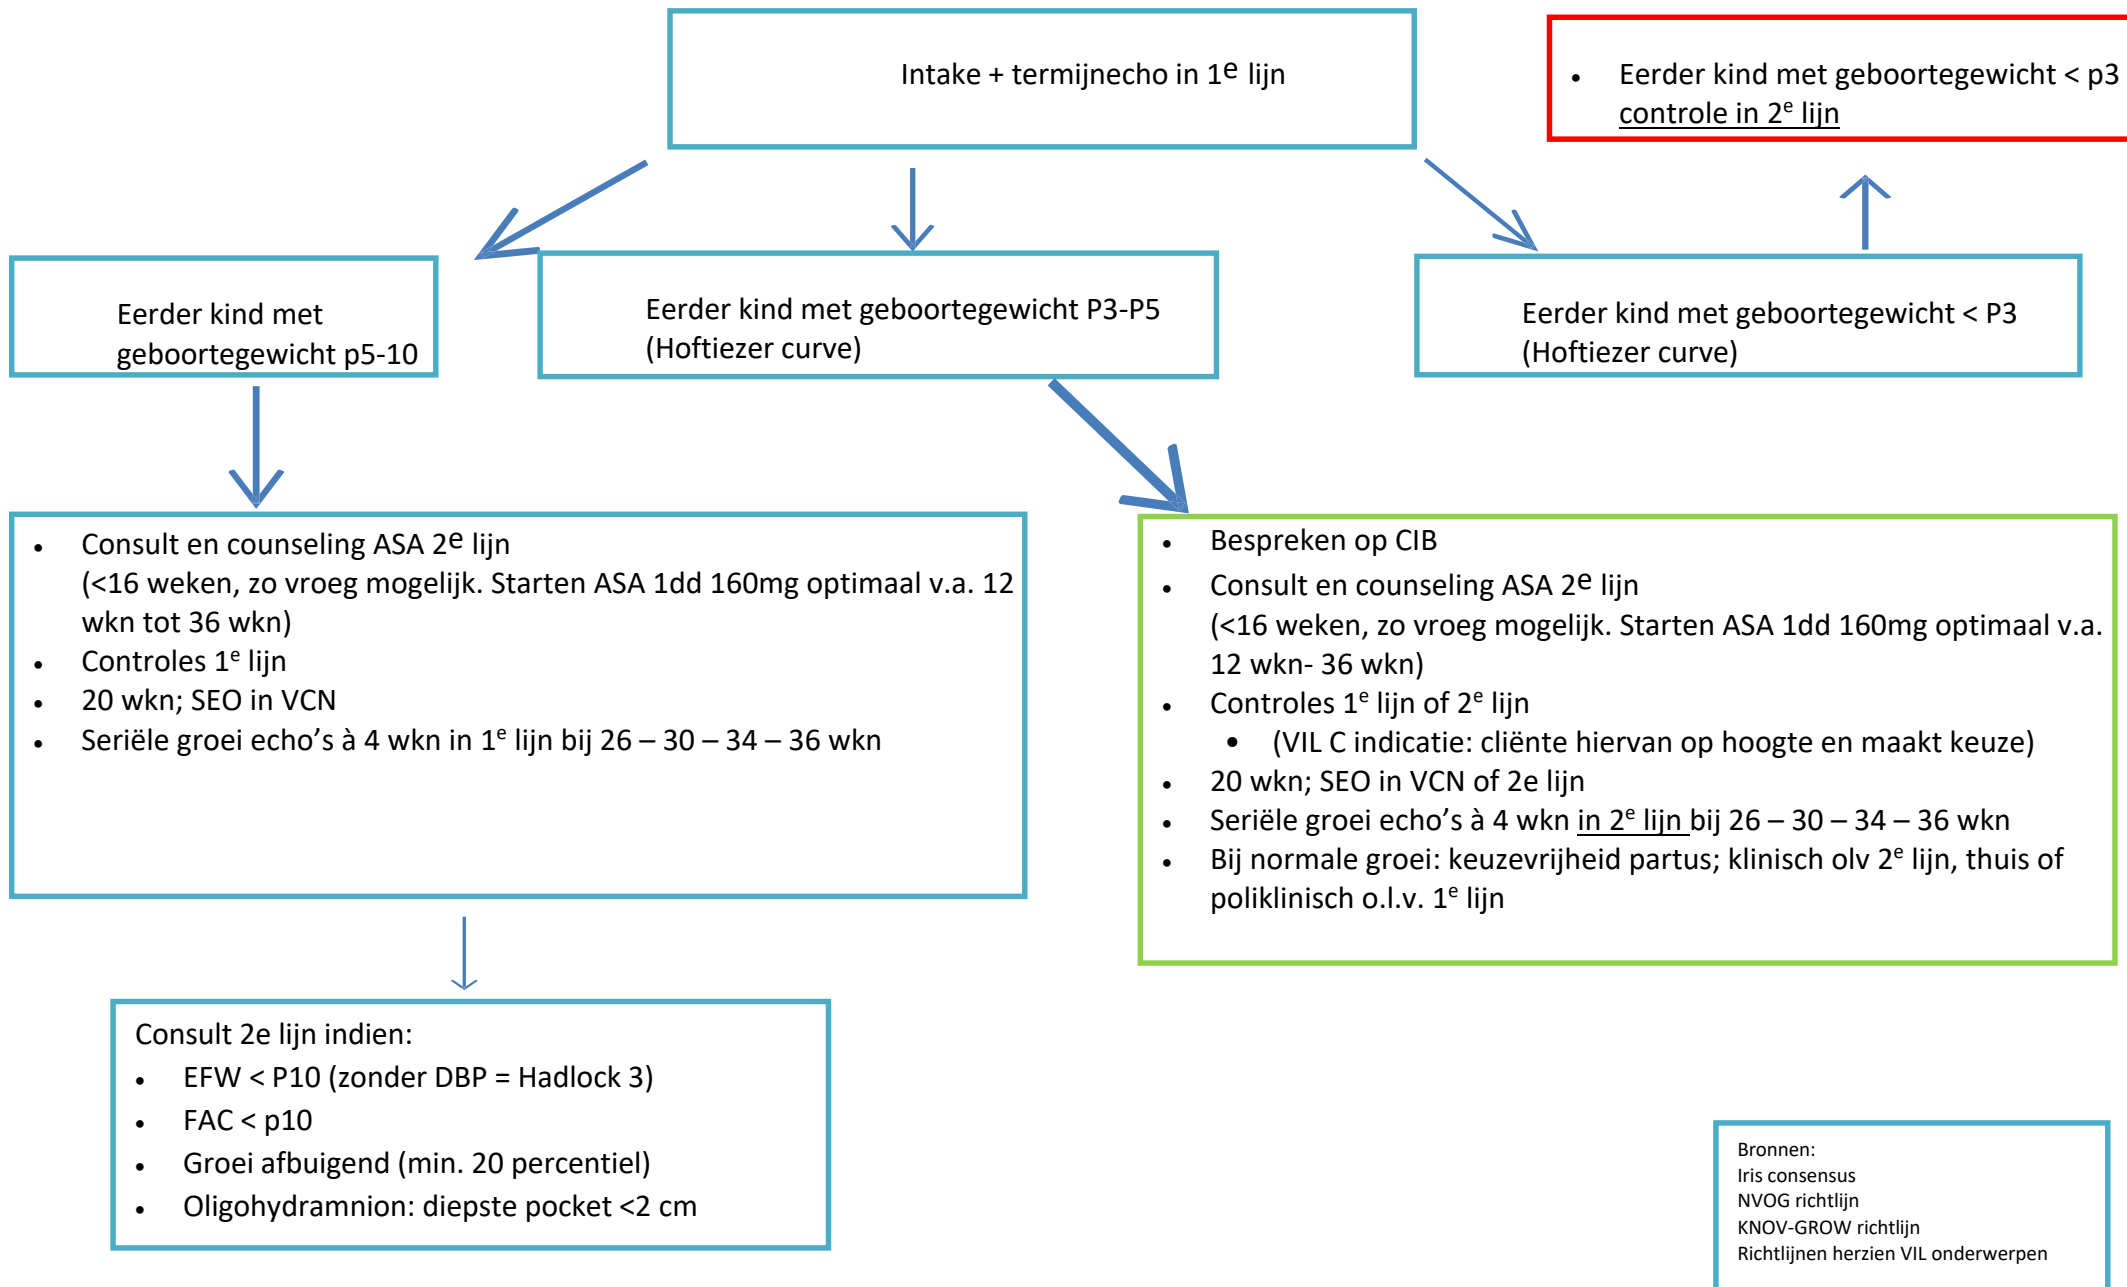 Intake + termijnecho in 1e lijn
• Eerder kind met geboortegewicht < p3
controle in 2e lijn
Eerder kind met
geboortegewicht p5-10
Eerder kind met geboortegewicht P3-P5
(Hoftiezer curve)
Eerder kind met geboortegewicht < P3
(Hoftiezer curve)
• Consult en counseling ASA 2e lijn
(<16 weken, zo vroeg mogelijk. Starten ASA 1dd 160mg optimaal v.a. 12
wkn tot 36 wkn)
• Controles 1e lijn
• 20 wkn; SEO in VCN
• Seriële groei echo’s à 4 wkn in 1e lijn bij 26 – 30 – 34 – 36 wkn
• Bespreken op CIB
• Consult en counseling ASA 2e lijn
(<16 weken, zo vroeg mogelijk. Starten ASA 1dd 160mg optimaal v.a.
12 wkn- 36 wkn)
• Controles 1e lijn of 2e lijn
• (VIL C indicatie: cliënte hiervan op hoogte en maakt keuze)
• 20 wkn; SEO in VCN of 2e lijn
• Seriële groei echo’s à 4 wkn in 2e lijn bij 26 – 30 – 34 – 36 wkn
• Bij normale groei: keuzevrijheid partus; klinisch olv 2e lijn, thuis of
poliklinisch o.l.v. 1e lijn
Consult 2e lijn indien:
• EFW < P10 (zonder DBP = Hadlock 3)
• FAC < p10
• Groei afbuigend (min. 20 percentiel)
• Oligohydramnion: diepste pocket <2 cm
Bronnen:
Iris consensus
NVOG richtlijn
KNOV-GROW richtlijn
Richtlijnen herzien VIL onderwerpen